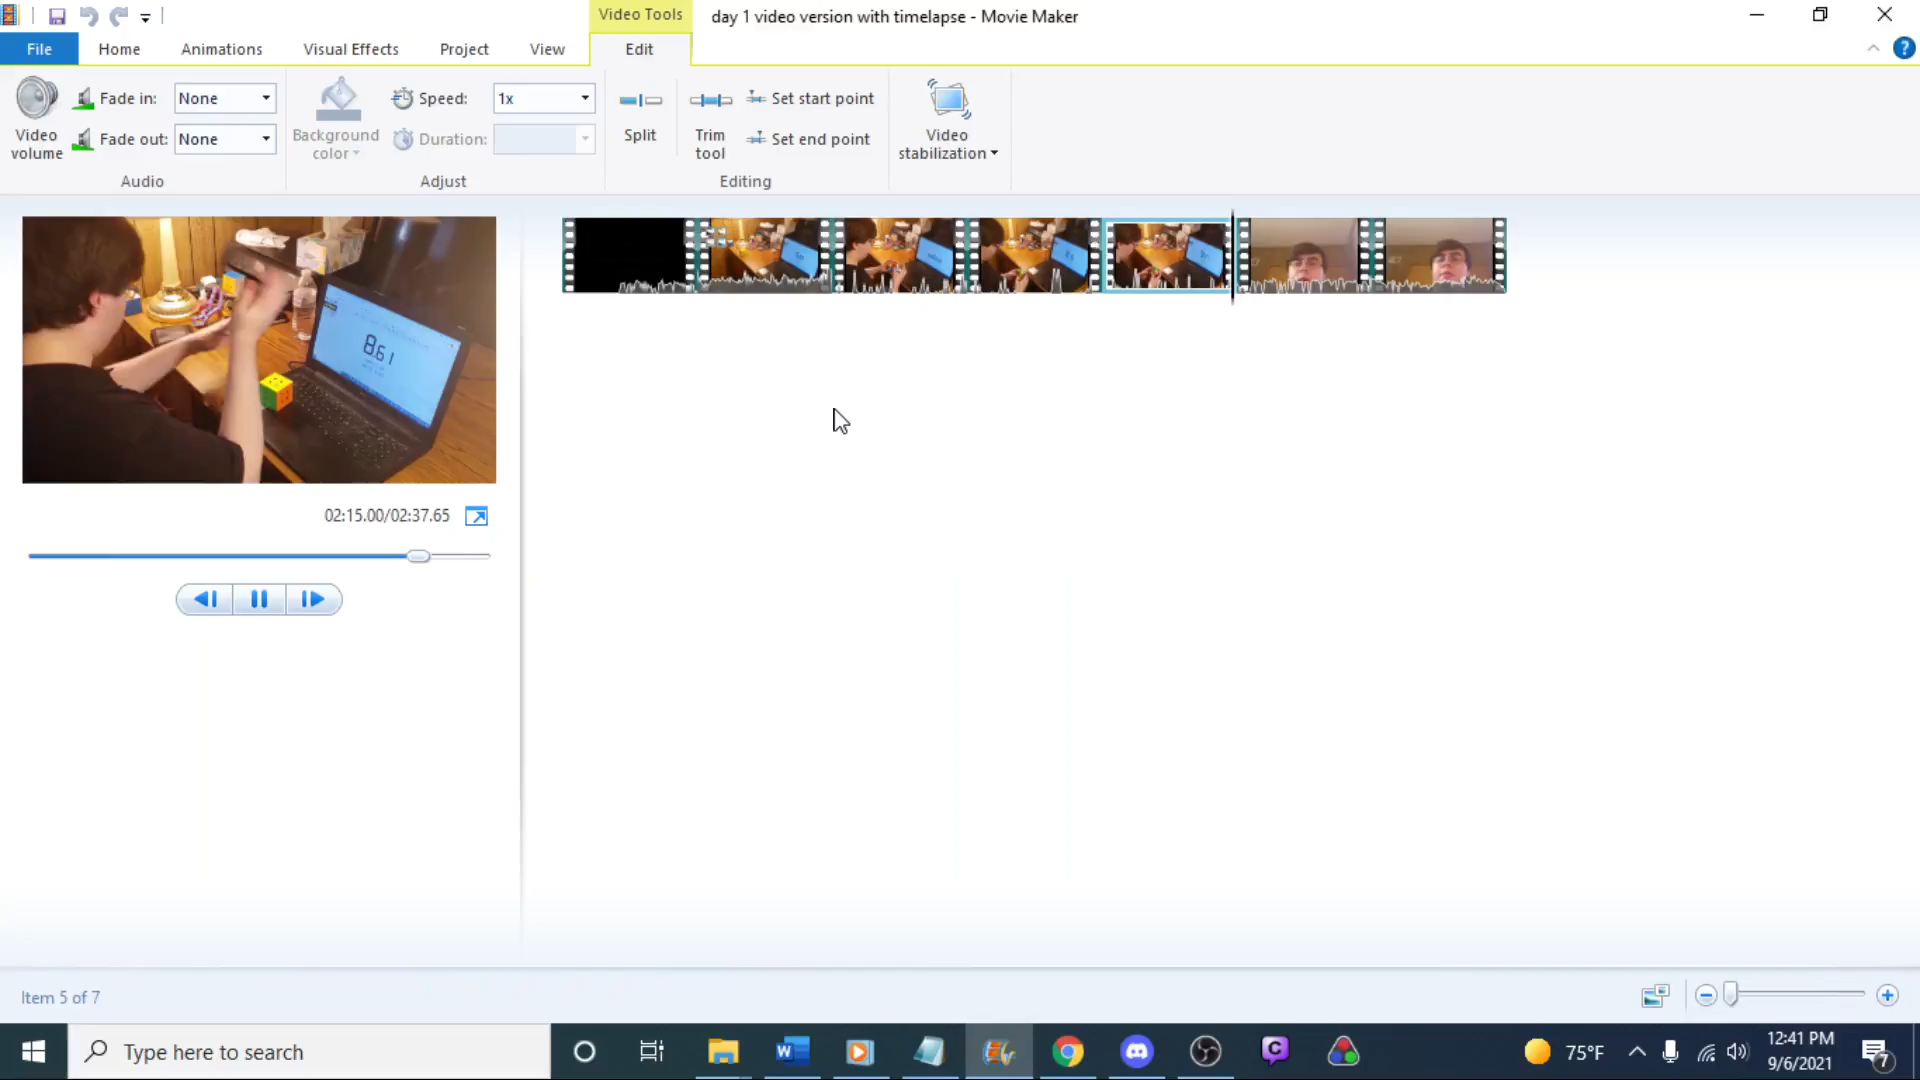 Video Tools
day 1 video version with timelapse - Movie Maker
File
Home
Animations
Visual Effects
Project
View
Edit
Video volume
Fade in:
None
Fade out:
None
Audio
Background color
Speed:
1x
Duration:
Adjust
Split
Trim tool
Set start point
Set end point
Editing
Video stabilization
8.61
02:15.00/02:37.65
Item 5 of 7
Type here to search
75°F
12:41 PM
9/6/2021
7